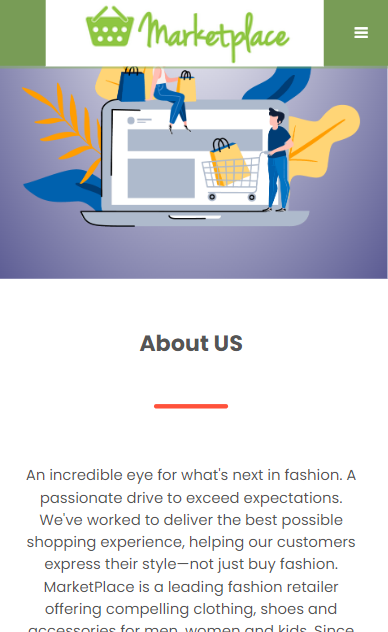 Marketplace
About US
An incredible eye for what's next in fashion. A
passionate drive to exceed expectations.
We've worked to deliver the best possible
shopping experience, helping our customers
express their style—not just buy fashion.
MarketPlace is a leading fashion retailer
offering compelling clothing, shoes and
accessories for men, women and kids. Since